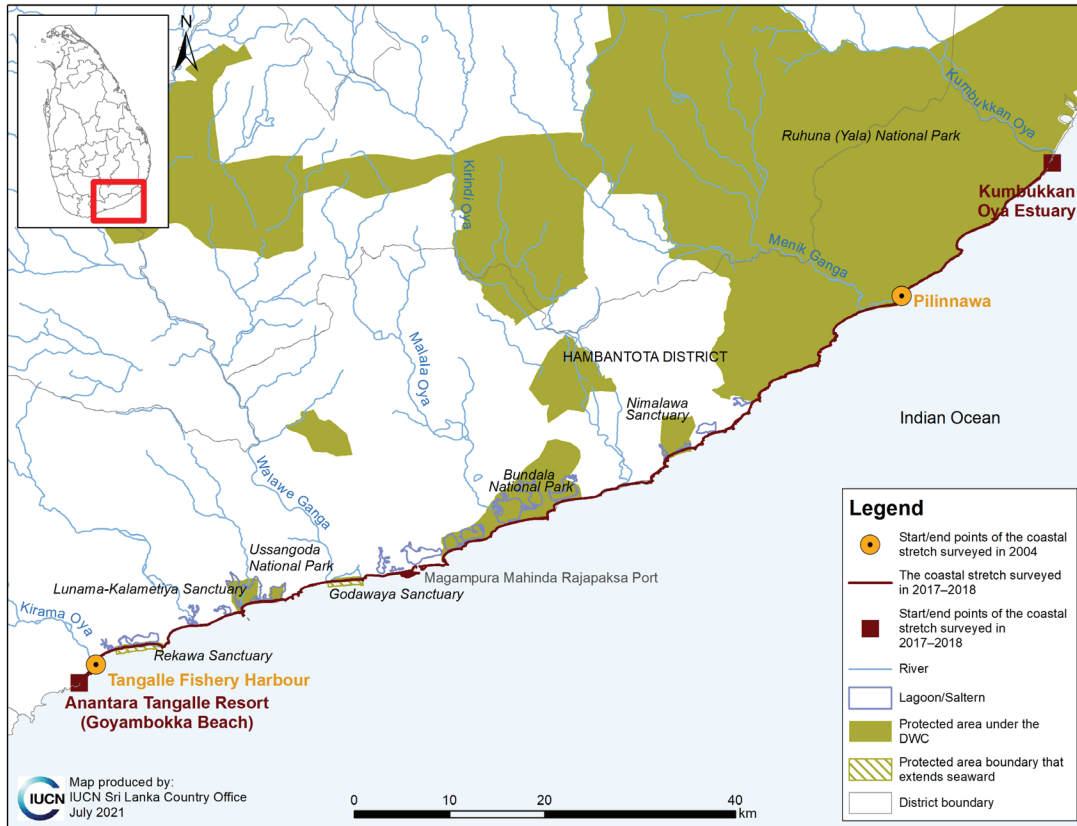 N
Kumbukkan Oya
Ruhuna (Yala) National Park
Kirindi Oya
Kumbukkan
Oya Estuary
Menik Ganga
Pilinnawa
Malala Oya
HAMBANTOTA DISTRICT
Nimalawa
Sanctuary
Indian Ocean
Walawe Ganga
Bundala
National Park
Ussangoda
National Park
Magampura Mahinda Rajapaksa Port
Lunama-Kalametiya Sanctuary
Godawaya Sanctuary
Kirama Oya
Rekawa Sanctuary
Tangalle Fishery Harbour
Anantara Tangalle Resort
(Goyambokka Beach)
Legend
Start/end points of the coastal
stretch surveyed in 2004
The coastal stretch surveyed
in 2017–2018
Start/end points of the coastal
stretch surveyed in
2017–2018
River
Lagoon/Saltern
Protected area under the
DWC
Protected area boundary that
extends seaward
District boundary
IUCN
Map produced by:
IUCN Sri Lanka Country Office
July 2021
0 10 20 40
km